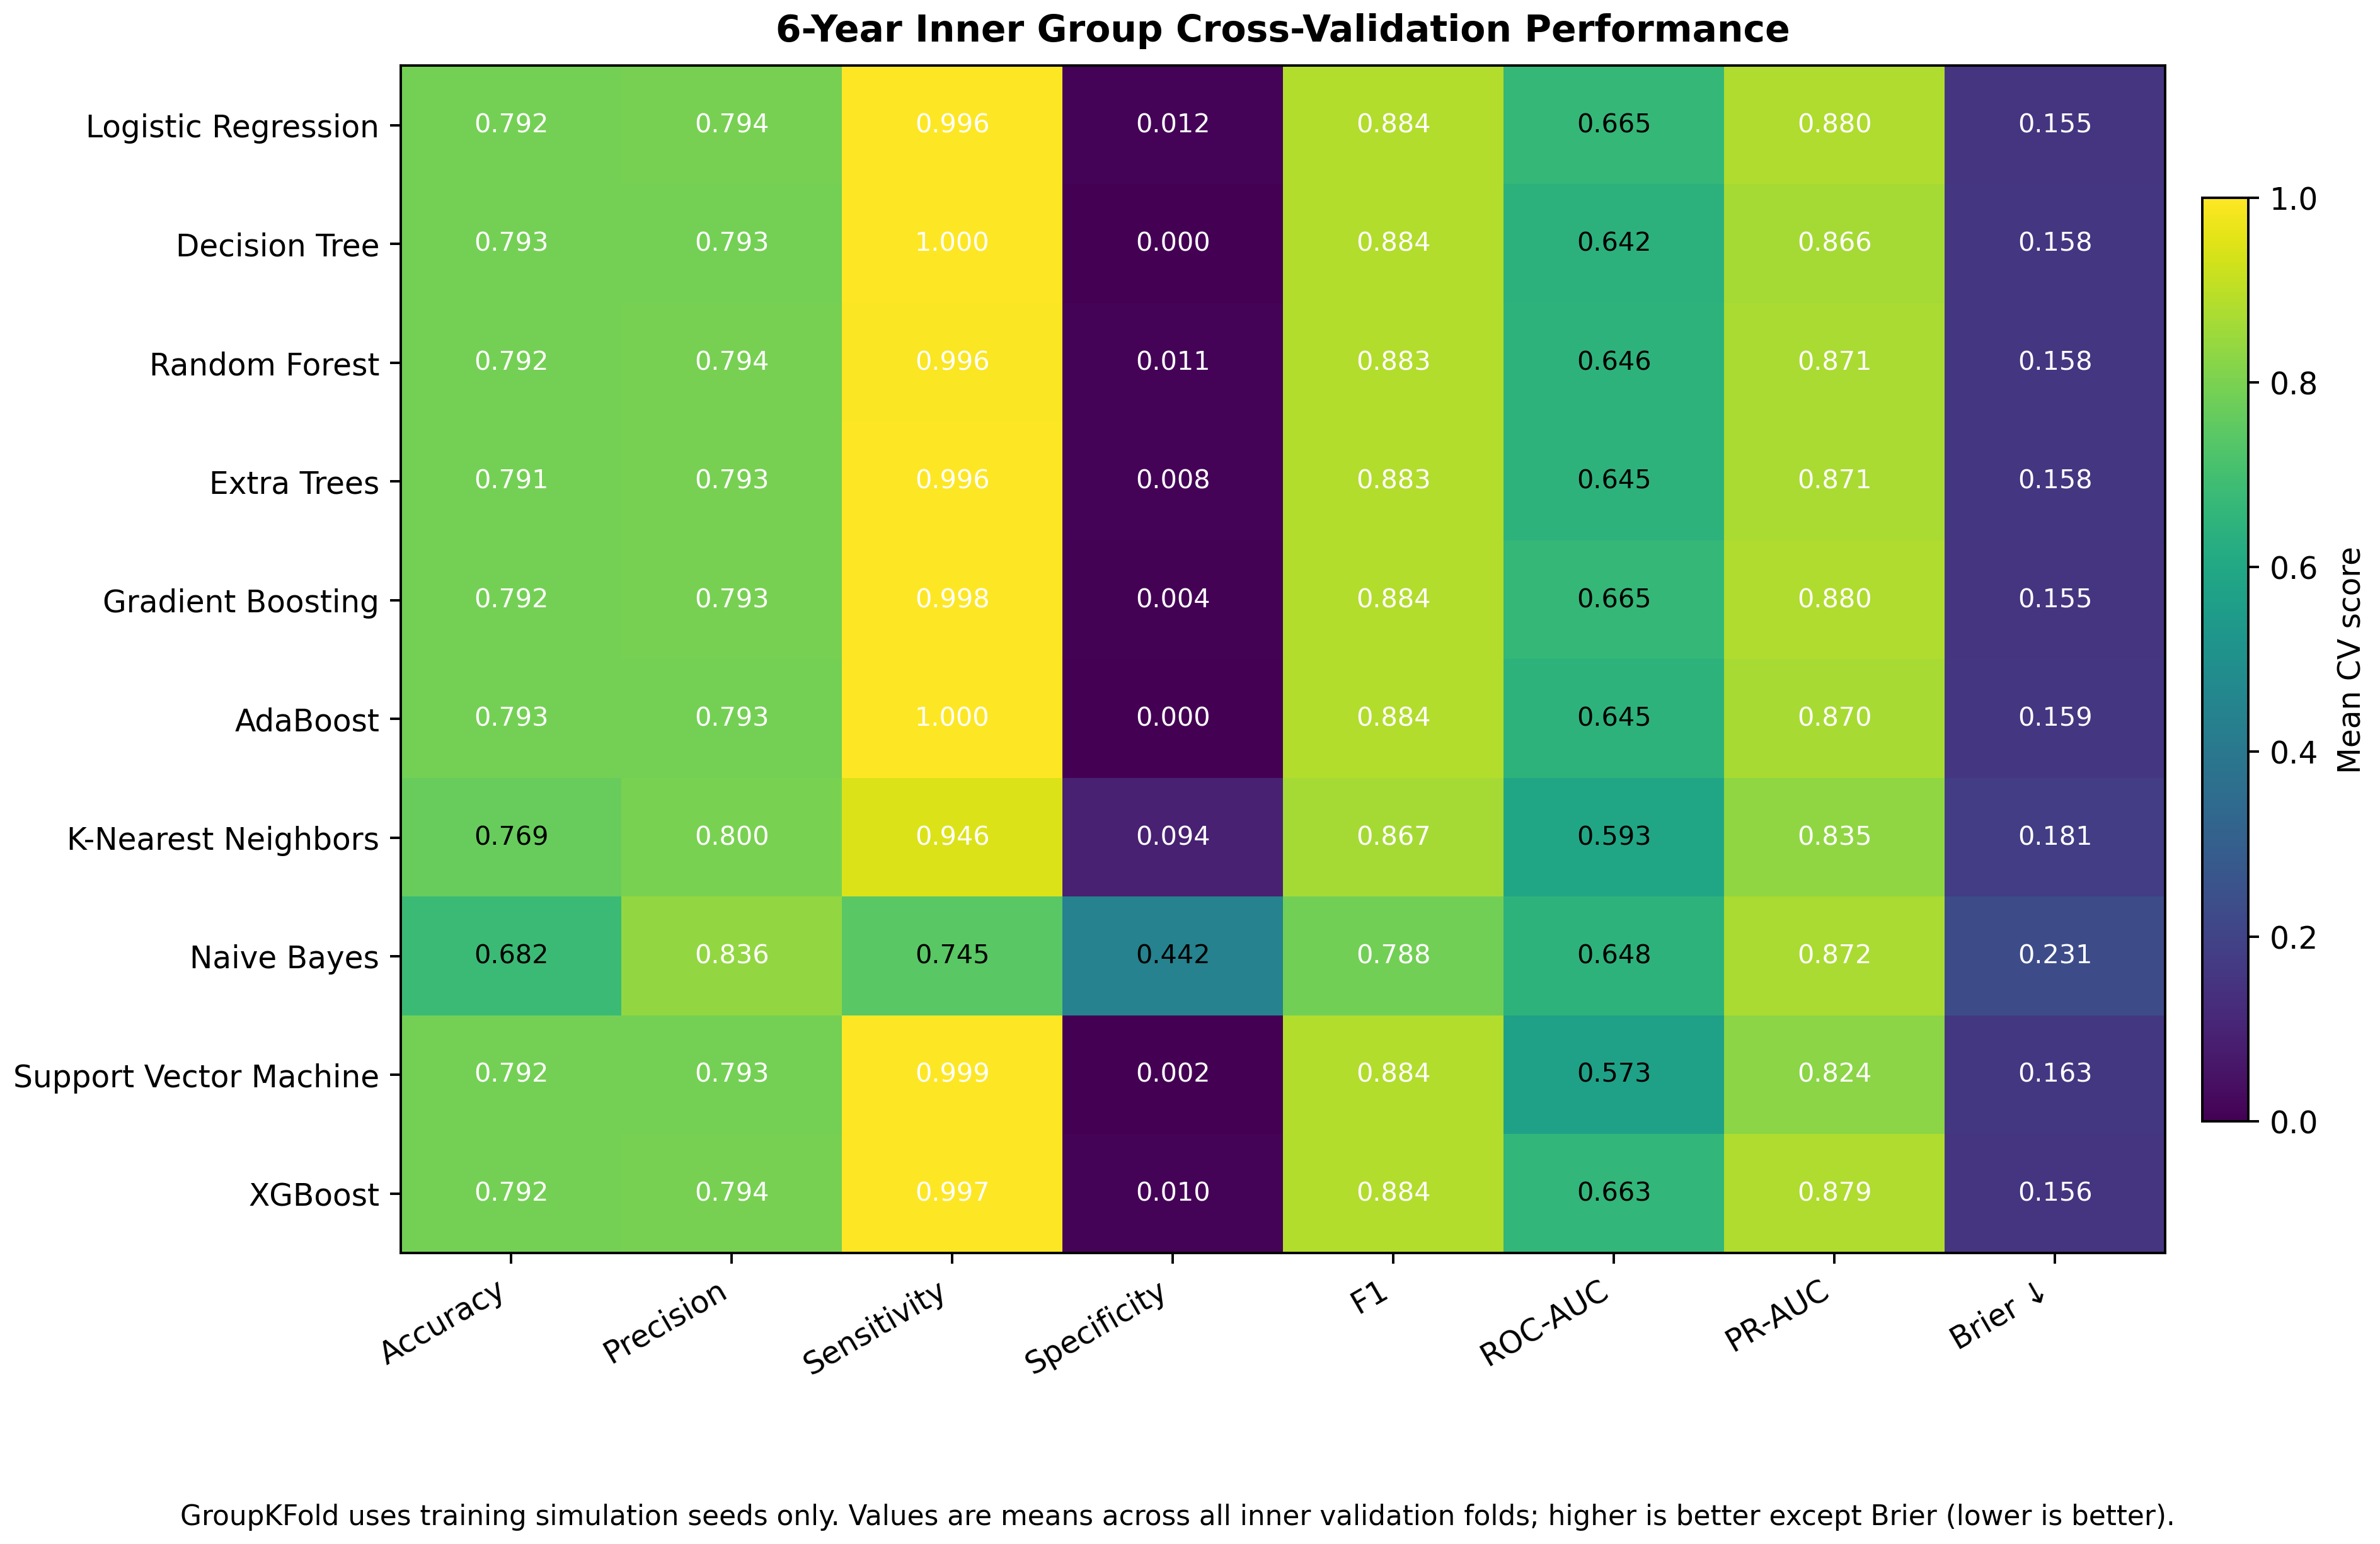 6-Year Inner Group Cross-Validation Performance
Logistic Regression 0.792 0.794 0.996 0.012 0.884 0.665 0.880 0.155
Decision Tree 0.793 0.793 1.000 0.000 0.884 0.642 0.866 0.158
Random Forest 0.792 0.794 0.996 0.011 0.883 0.646 0.871 0.158
Extra Trees 0.791 0.793 0.996 0.008 0.883 0.645 0.871 0.158
Gradient Boosting 0.792 0.793 0.998 0.004 0.884 0.665 0.880 0.155
AdaBoost 0.793 0.793 1.000 0.000 0.884 0.645 0.870 0.159
K-Nearest Neighbors 0.769 0.800 0.946 0.094 0.867 0.593 0.835 0.181
Naive Bayes 0.682 0.836 0.745 0.442 0.788 0.648 0.872 0.231
Support Vector Machine 0.792 0.793 0.999 0.002 0.884 0.573 0.824 0.163
XGBoost 0.792 0.794 0.997 0.010 0.884 0.663 0.879 0.156
Accuracy Precision Sensitivity Specificity F1 ROC-AUC PR-AUC Brier ↓
1.0
0.8
0.6
0.4
0.2
0.0
Mean CV score
GroupKFold uses training simulation seeds only. Values are means across all inner validation folds; higher is better except Brier (lower is better).